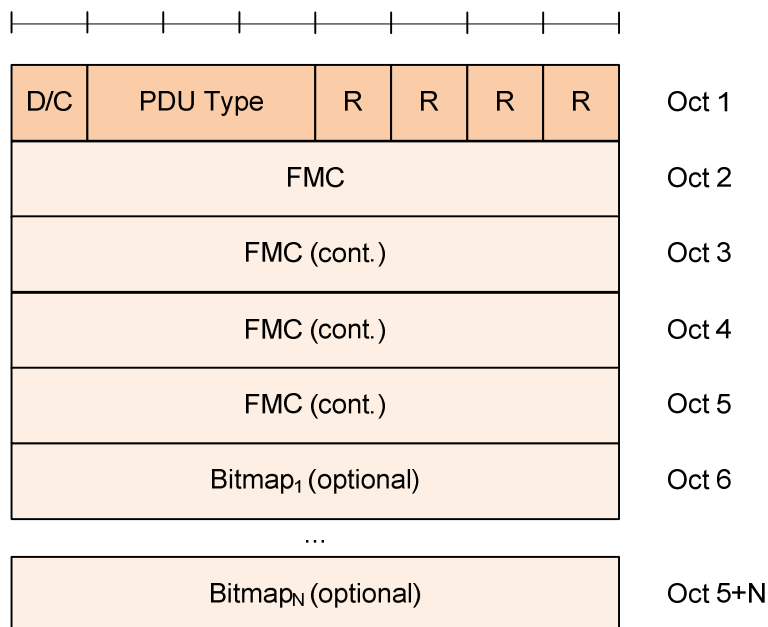 D/C PDU Type R R R R Oct 1
FMC Oct 2
FMC (cont.) Oct 3
FMC (cont.) Oct 4
FMC (cont.) Oct 5
Bitmap₁ (optional) Oct 6
...
Bitmap_N (optional) Oct 5+N